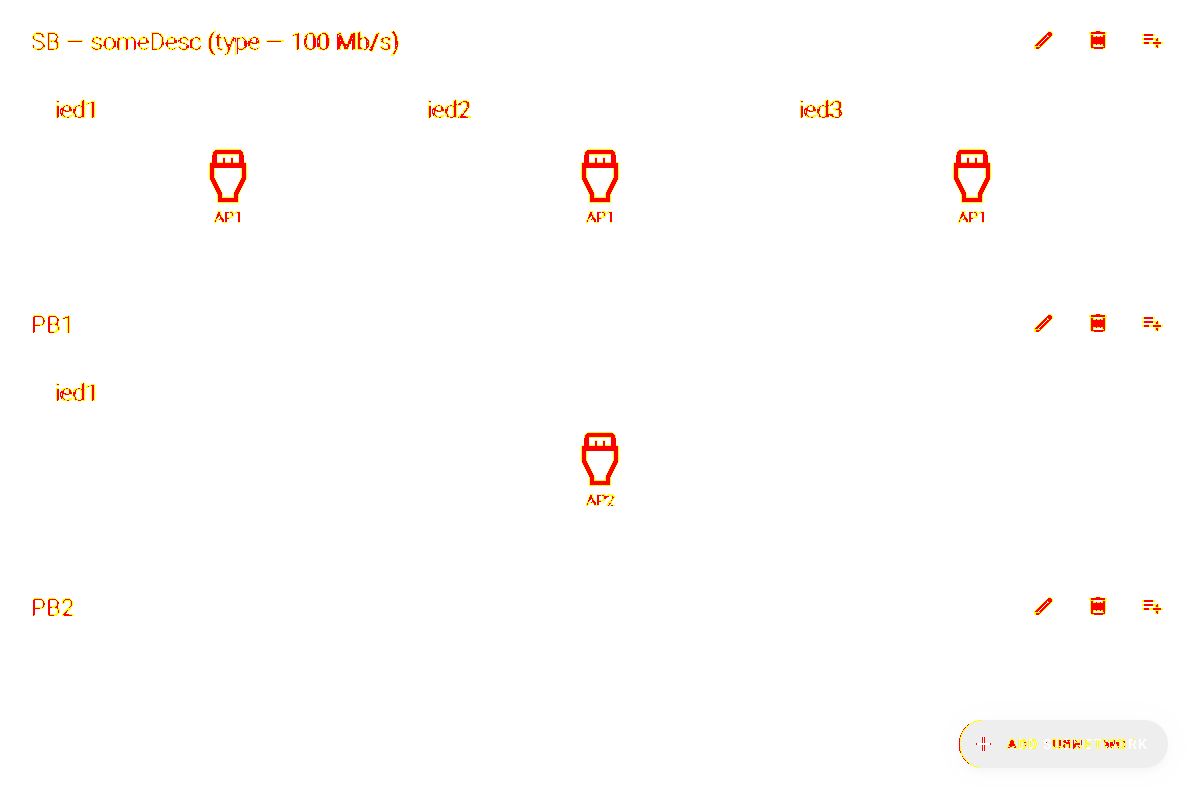 SB — someDesc (type — 100 Mb/s)
ied1 ied2 ied3
AP1 AP1 AP1
PB1
ied1
AP2
PB2
ADD